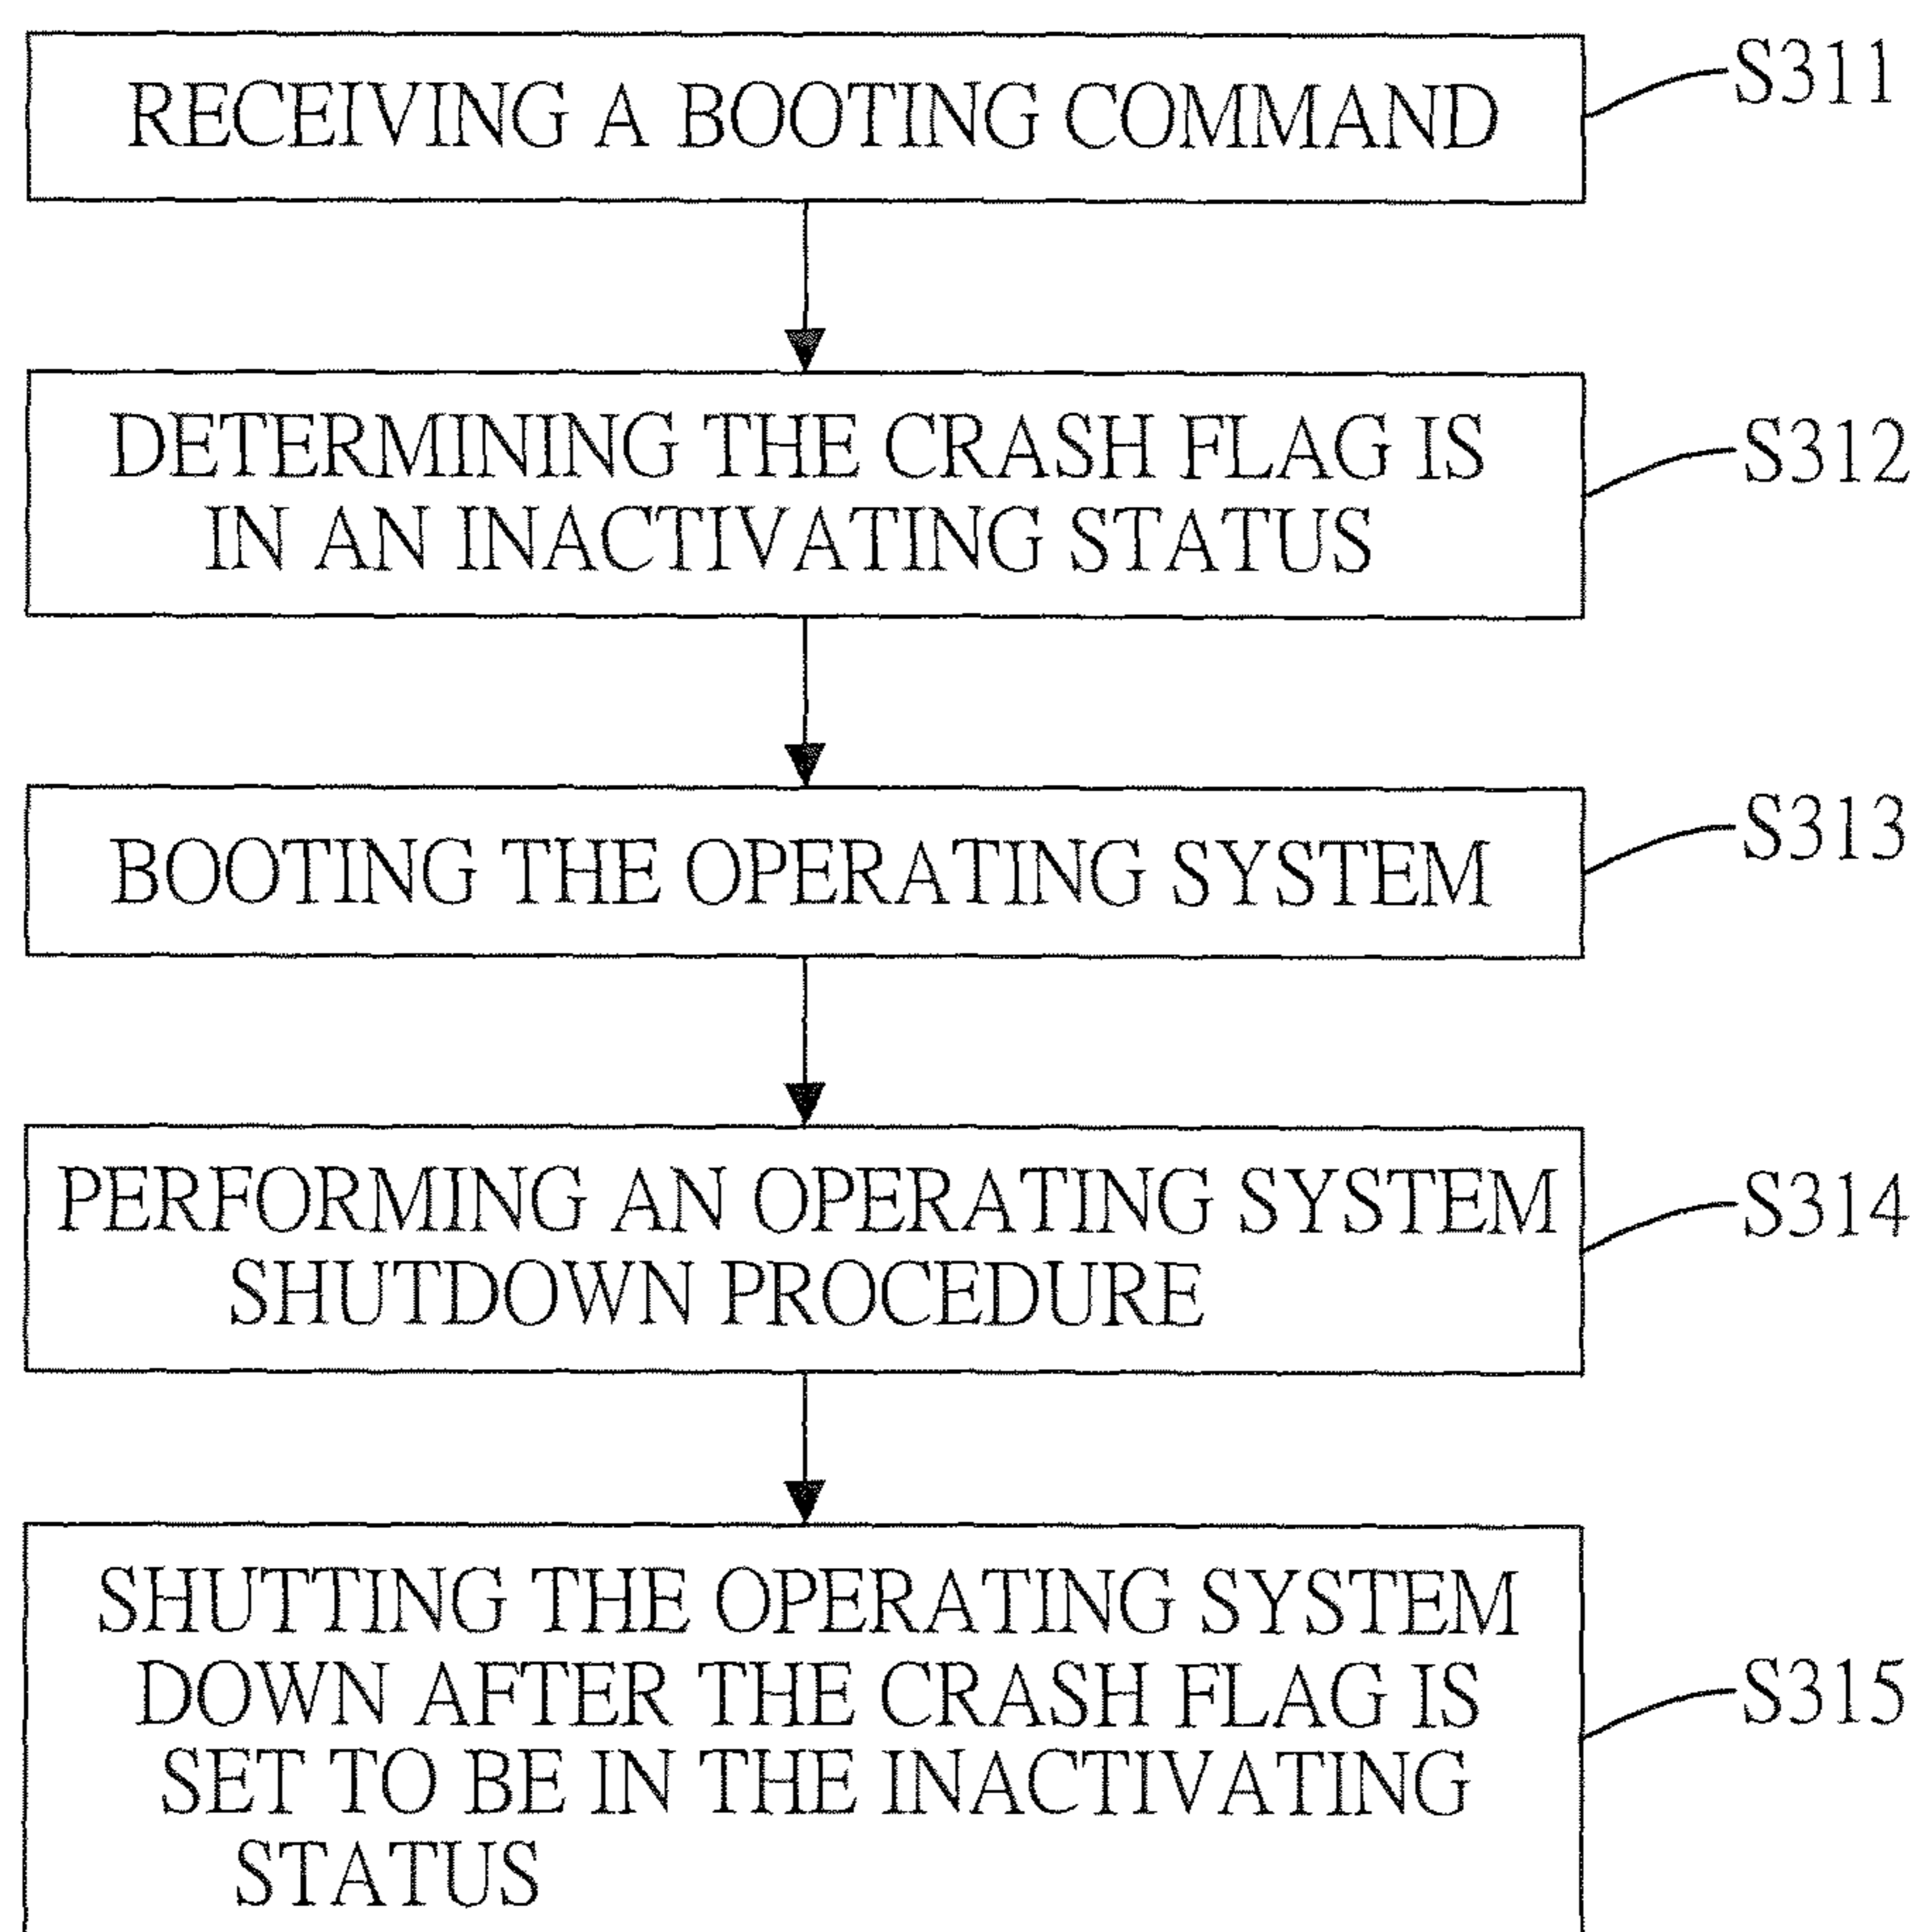 RECEIVING A BOOTING COMMAND
S311
DETERMINING THE CRASH FLAG IS
IN AN INACTIVATING STATUS
S312
BOOTING THE OPERATING SYSTEM
S313
PERFORMING AN OPERATING SYSTEM
SHUTDOWN PROCEDURE
S314
SHUTTING THE OPERATING SYSTEM
DOWN AFTER THE CRASH FLAG IS
SET TO BE IN THE INACTIVATING
STATUS
S315